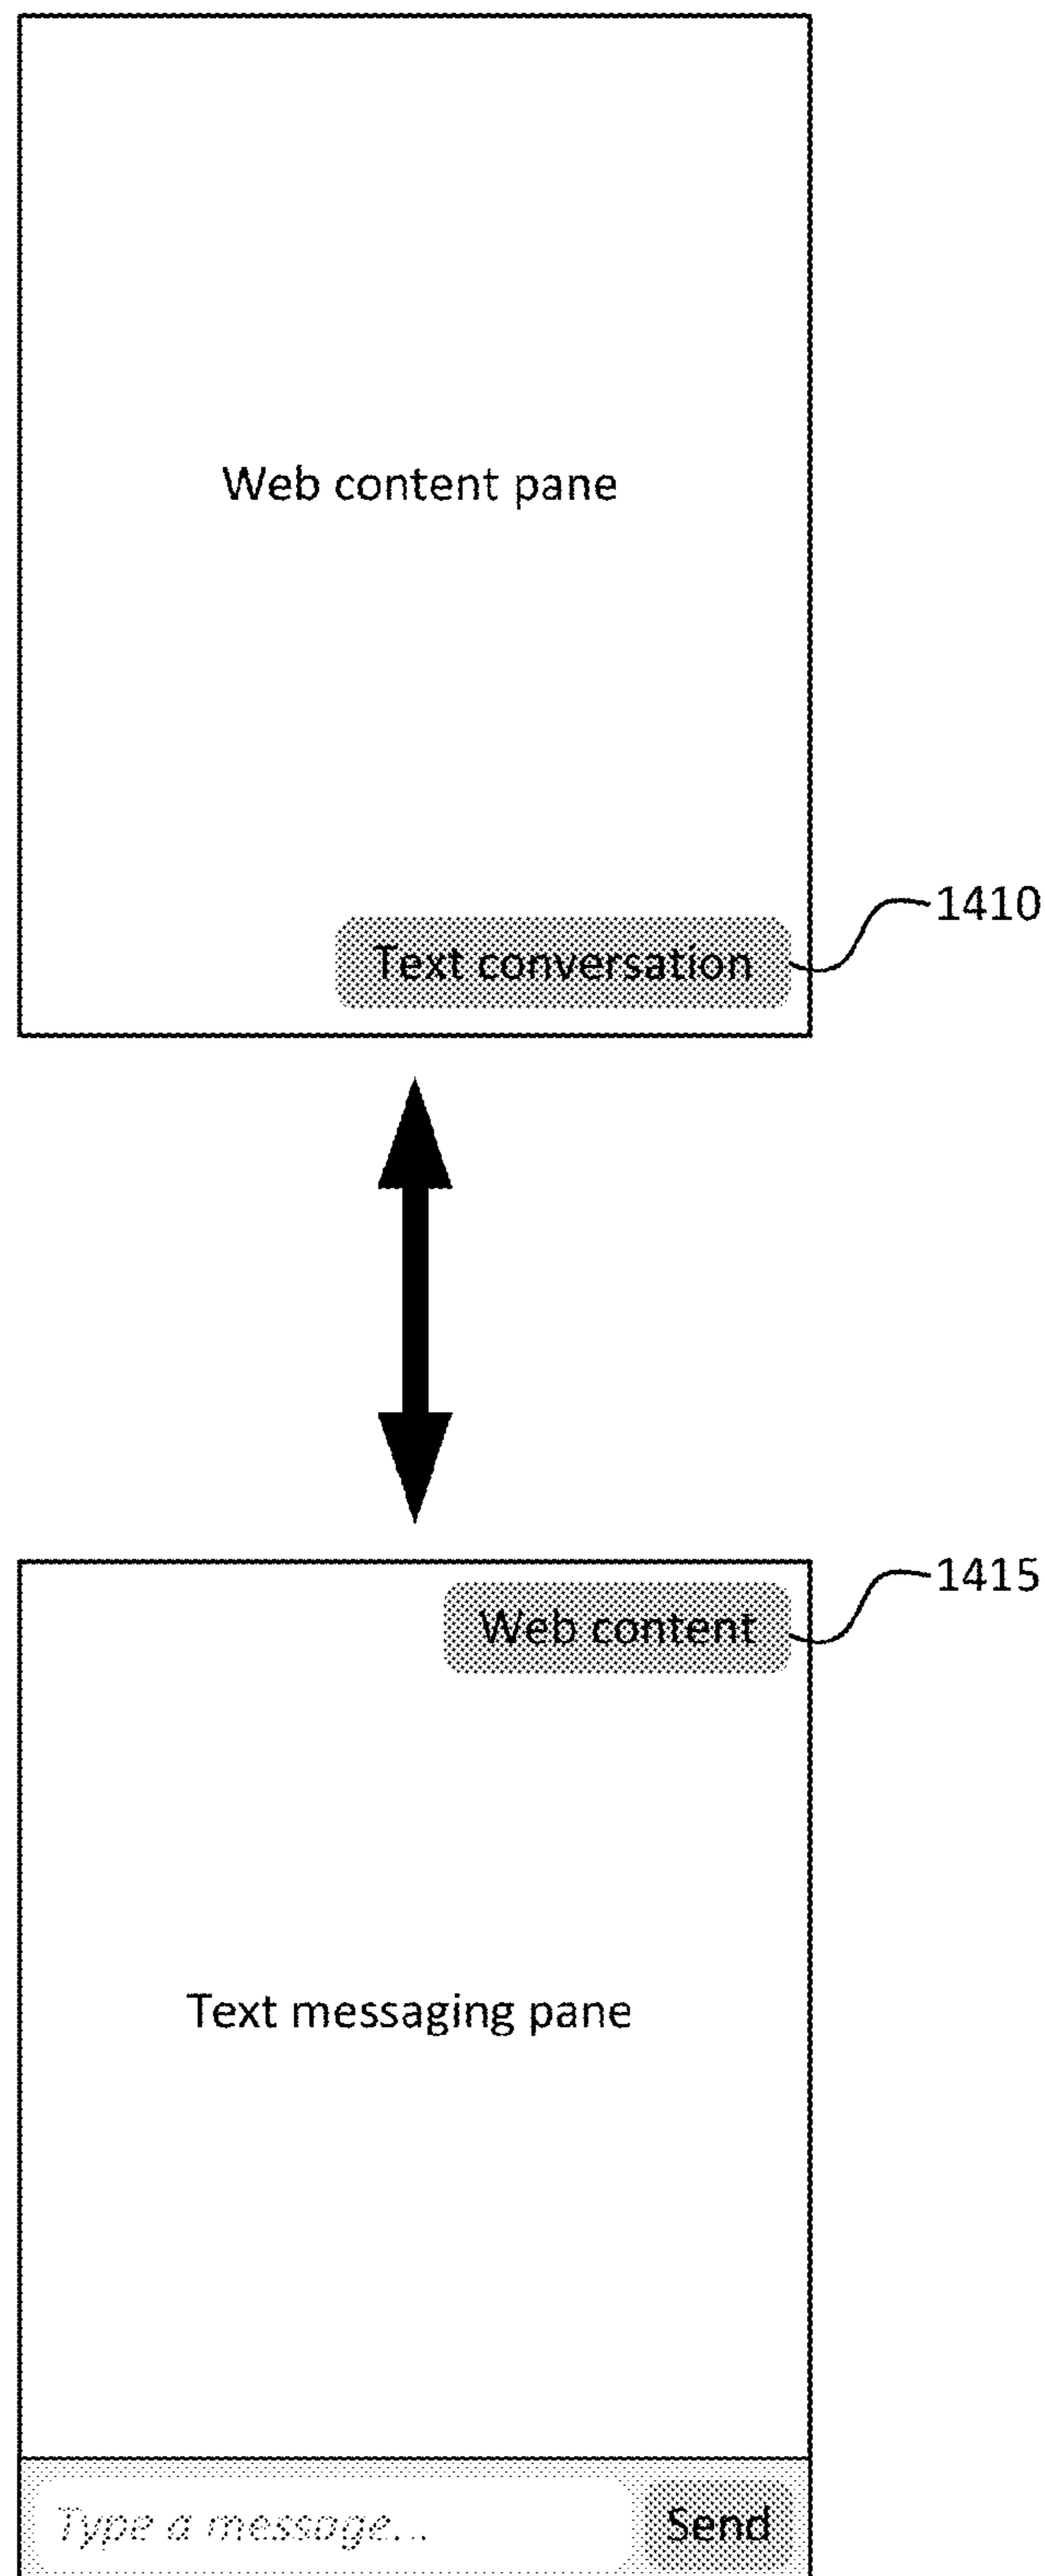 Web content pane
1410
Text conversation
1415
Web content
Text messaging pane
Type a message...
Send